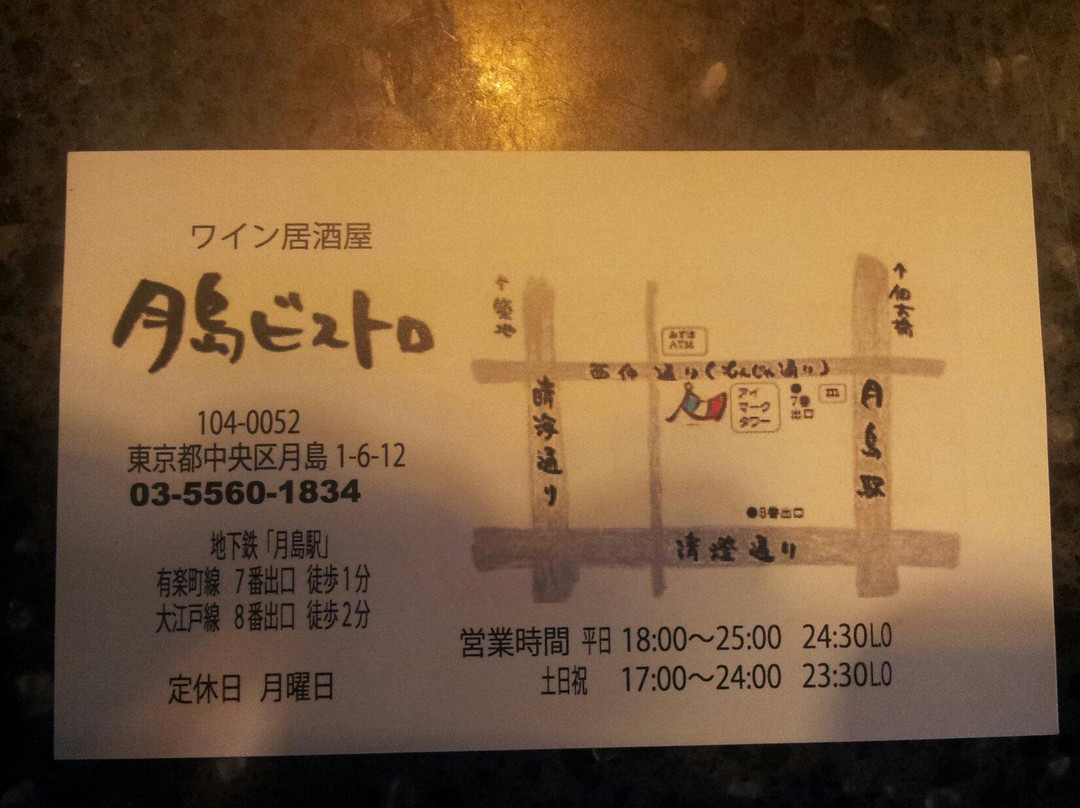 ワイン居酒屋
月島ビストロ
104-0052
東京都中央区月島 1-6-12
03-5560-1834
地下鉄「月島駅」
有楽町線 7番出口 徒歩1分
大江戸線 8番出口 徒歩2分
定休日 月曜日
↑築地
↑佃大橋
みずほ
ATM
西仲通り(もんじゃ通り)
晴海通り
アイ
マーク
タワー
●7番
出口
月島駅
●8番出口
清澄通り
営業時間 平日 18:00～25:00 24:30LO
土日祝 17:00～24:00 23:30LO